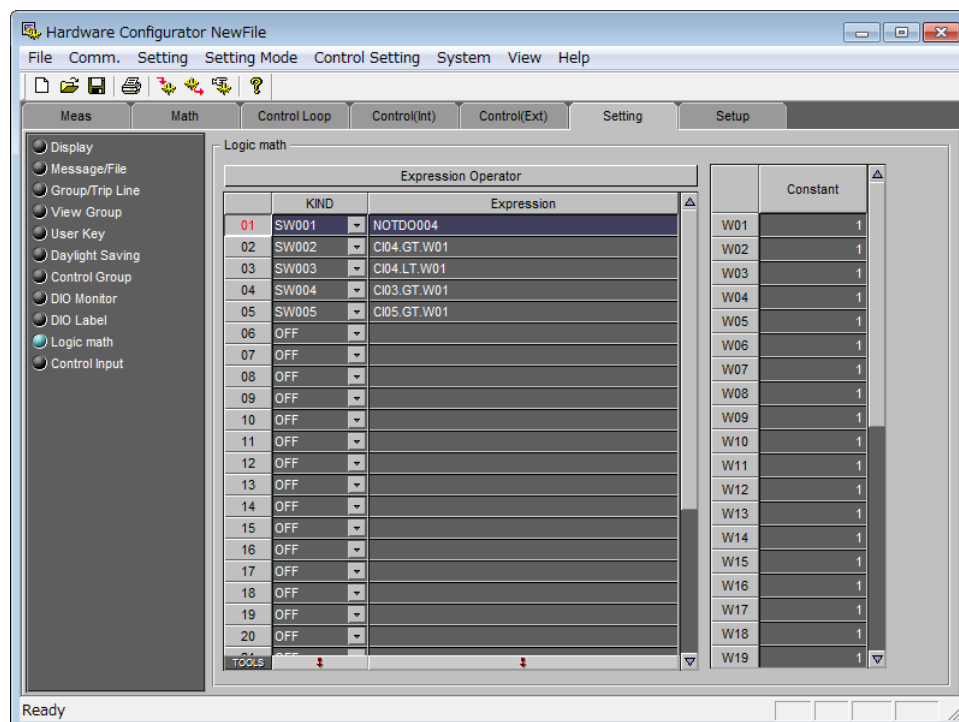 Hardware Configurator NewFile
File Comm. Setting Setting Mode Control Setting System View Help
Meas Math Control Loop Control(Int) Control(Ext) Setting Setup
Display
Message/File
Group/Trip Line
View Group
User Key
Daylight Saving
Control Group
DIO Monitor
DIO Label
Logic math
Control Input
Logic math
Expression Operator
KIND Expression
01 SW001 NOTDO004
02 SW002 CI04.GT.W01
03 SW003 CI04.LT.W01
04 SW004 CI03.GT.W01
05 SW005 CI05.GT.W01
06 OFF
07 OFF
08 OFF
09 OFF
10 OFF
11 OFF
12 OFF
13 OFF
14 OFF
15 OFF
16 OFF
17 OFF
18 OFF
19 OFF
20 OFF
TOOLS
Constant
W01 1
W02 1
W03 1
W04 1
W05 1
W06 1
W07 1
W08 1
W09 1
W10 1
W11 1
W12 1
W13 1
W14 1
W15 1
W16 1
W17 1
W18 1
W19 1
Ready